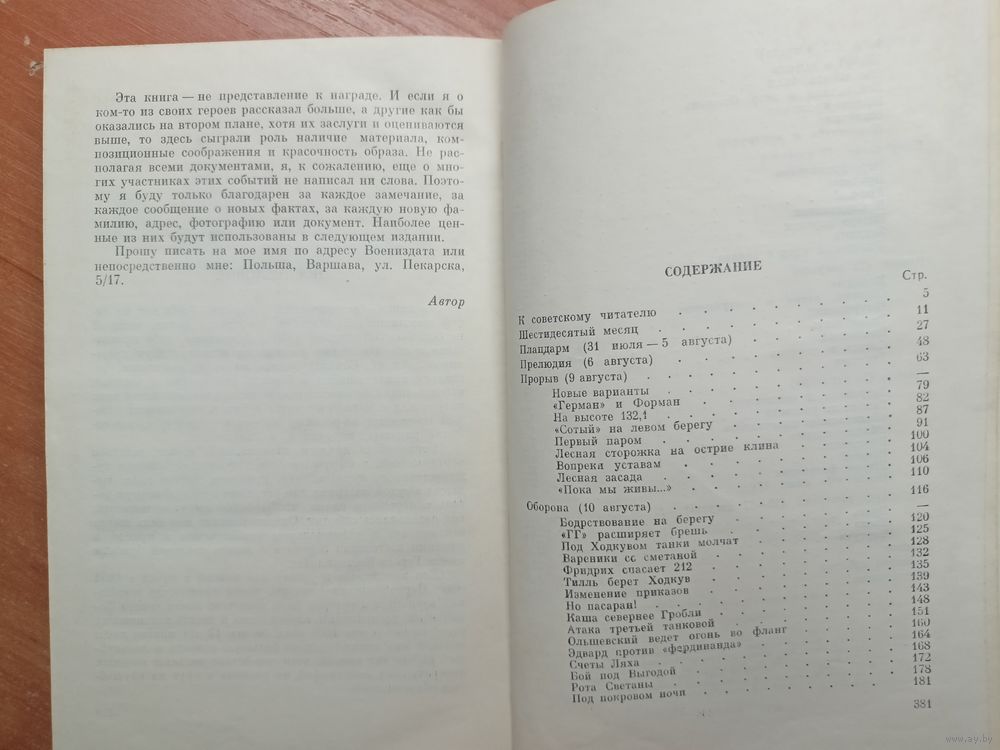 Эта книга — не представление к награде. И если я о
ком-то из своих героев рассказал больше, а другие как бы
оказались на втором плане, хотя их заслуги и оцениваются
выше, то здесь сыграли роль наличие материала, ком-
позиционные соображения и красочность образа. Не рас-
полагая всеми документами, я, к сожалению, еще о мно-
гих участниках этих событий не написал ни слова. Поэто-
му я буду только благодарен за каждое замечание, за
каждое сообщение о новых фактах, за каждую новую фа-
милию, адрес, фотографию или документ. Наиболее цен-
ные из них будут использованы в следующем издании.
Прошу писать на мое имя по адресу Воениздата или
непосредственно мне: Польша, Варшава, ул. Пекарска,
5/17.
Автор
СОДЕРЖАНИЕ
Стр.
К советскому читателю 5
Шестидесятый месяц 11
Плацдарм (31 июля — 5 августа) 27
Прелюдия (6 августа) 48
Прорыв (9 августа) 63
Новые варианты —
«Герман» и Форман 79
На высоте 132,1 82
«Сотый» на левом берегу 87
Первый паром 91
Лесная сторожка на острие клина 100
Вопреки уставам 104
Лесная засада 106
«Пока мы живы...» 110
Оборона (10 августа) 116
Бодрствование на берегу —
«ГГ» расширяет брешь 120
Под Ходкувом танки молчат 125
Вареники со сметаной 128
Фридрих спасает 212 132
Тилль берет Ходкув 135
Изменение приказов 139
Но пасаран! 143
Каша севернее Гробли 148
Атака третьей танковой 151
Ольшевский ведет огонь во фланг 160
Эдвард против «фердинанда» 164
Счеты Ляха 168
Бой под Выгодой 172
Рота Светаны 178
Под покровом ночи 181
381
www.ay.by